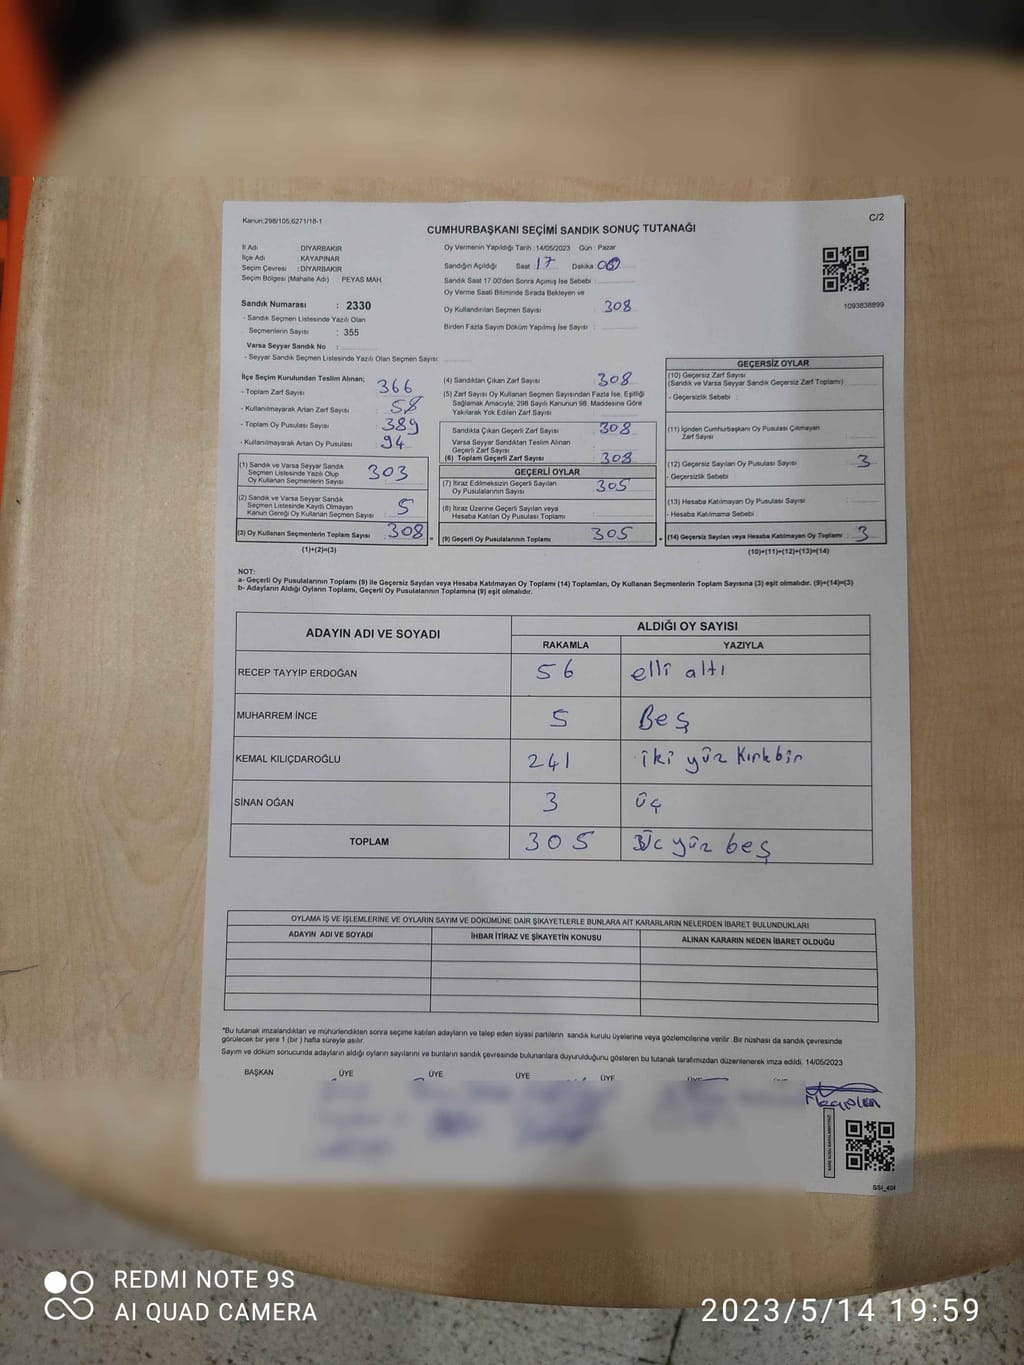 Kanun:298/105,6271/18-1
C/2
CUMHURBAŞKANI SEÇİMİ SANDIK SONUÇ TUTANAĞI
İl Adı DİYARBAKIR
İlçe Adı KAYAPINAR
Seçim Çevresi : DİYARBAKIR
Seçim Bölgesi (Mahalle Adı) : PEYAS MAH
Oy Vermenin Yapıldığı Tarih : 14/05/2023 Gün : Pazar
Sandığın Açıldığı Saat : 17 Dakika
Sandık Saat 17.00'den Sonra Açımış İse Sebebi :
Oy Verme Saati Bitiminde Sırada Bekleyen ve
Oy Kullandırılan Seçmen Sayısı : 308
Birden Fazla Sayım Döküm Yapılmış İse Sayısı :
1093838899
Sandık Numarası : 2330
- Sandık Seçmen Listesinde Yazılı Olan
Seçmenlerin Sayısı : 355
Varsa Seyyar Sandık No :
- Seyyar Sandık Seçmen Listesinde Yazılı Olan Seçmen Sayısı :
İlçe Seçim Kurulundan Teslim Alınan;
- Toplam Zarf Sayısı : 366
- Kullanılmayarak Artan Zarf Sayısı : 58
- Toplam Oy Pusulası Sayısı : 389
- Kullanılmayarak Artan Oy Pusulası : 94
(1) Sandık ve Varsa Seyyar Sandık
Seçmen Listesinde Yazılı Olup
Oy Kullanan Seçmenlerin Sayısı : 303
(2) Sandık ve Varsa Seyyar Sandık
Seçmen Listesinde Kayıtlı Olmayan
Kanun Gereği Oy Kullanan Seçmen Sayısı : 5
(3) Oy Kullanan Seçmenlerin Toplam Sayısı : 308
(1)+(2)=(3)
(4) Sandıktan Çıkan Zarf Sayısı : 308
(5) Zarf Sayısı Oy Kullanan Seçmen Sayısından Fazla İse, Eşitliği
Sağlamak Amacıyla, 298 Sayılı Kanunun 98. Maddesine Göre
Yakılarak Yok Edilen Zarf Sayısı :
Sandıkta Çıkan Geçerli Zarf Sayısı : 308
Varsa Seyyar Sandıktan Teslim Alınan
Geçerli Zarf Sayısı :
(6) Toplam Geçerli Zarf Sayısı : 308
GEÇERLİ OYLAR
(7) İtiraz Edilmeksizin Geçerli Sayılan
Oy Pusulalarının Sayısı : 305
(8) İtiraz Üzerine Geçerli Sayılan veya
Hesaba Katılan Oy Pusulası Toplamı :
(9) Geçerli Oy Pusulalarının Toplamı : 305
GEÇERSİZ OYLAR
(10) Geçersiz Zarf Sayısı
(Sandık ve Varsa Seyyar Sandık Geçersiz Zarf Toplamı) :
- Geçersizlik Sebebi :
(11) İçinden Cumhurbaşkanı Oy Pusulası Çıkmayan
Zarf Sayısı :
(12) Geçersiz Sayılan Oy Pusulası Sayısı : 3
- Geçersizlik Sebebi :
(13) Hesaba Katılmayan Oy Pusulası Sayısı :
- Hesaba Katılmama Sebebi :
(14) Geçersiz Sayılan veya Hesaba Katılmayan Oy Toplamı : 3
(10)+(11)+(12)+(13)=(14)
NOT:
a- Geçerli Oy Pusulalarının Toplamı (9) ile Geçersiz Sayılan veya Hesaba Katılmayan Oy Toplamı (14) Toplamları, Oy Kullanan Seçmenlerin Toplam Sayısına (3) eşit olmalıdır. (9)+(14)=(3)
b- Adayların Aldığı Oyların Toplamı, Geçerli Oy Pusulalarının Toplamına (9) eşit olmalıdır.
ADAYIN ADI VE SOYADI
ALDIĞI OY SAYISI
RAKAMLA YAZIYLA
RECEP TAYYİP ERDOĞAN 56 elli altı
MUHARREM İNCE 5 Beş
KEMAL KILIÇDAROĞLU 241 iki yüz Kırkbir
SİNAN OĞAN 3 üç
TOPLAM 305 Üç yüz beş
OYLAMA İŞ VE İŞLEMLERİNE VE OYLARIN SAYIM VE DÖKÜMÜNE DAİR ŞİKAYETLERLE BUNLARA AİT KARARLARIN NELERDEN İBARET BULUNDUKLARI
ADAYIN ADI VE SOYADI İHBAR İTİRAZ VE ŞİKAYETİN KONUSU ALINAN KARARIN NEDEN İBARET OLDUĞU
"Bu tutanak imzalandıktan ve mühürlendikten sonra seçime katılan adayların ve talep eden siyasi partilerin sandık kurulu üyelerine veya gözlemcilerine verilir .Bir nüshası da sandık çevresinde
görülecek bir yere 1 (bir) hafta süreyle asılır.
Sayım ve döküm sonucunda adayların aldığı oyların sayılarını ve bunların sandık çevresinde bulunanlara duyurulduğunu gösteren bu tutanak tarafımızdan düzenlenerek imza edildi. 14/05/2023
BAŞKAN ÜYE ÜYE ÜYE ÜYE
SSİ_404
REDMI NOTE 9S
AI QUAD CAMERA
2023/5/14 19:59